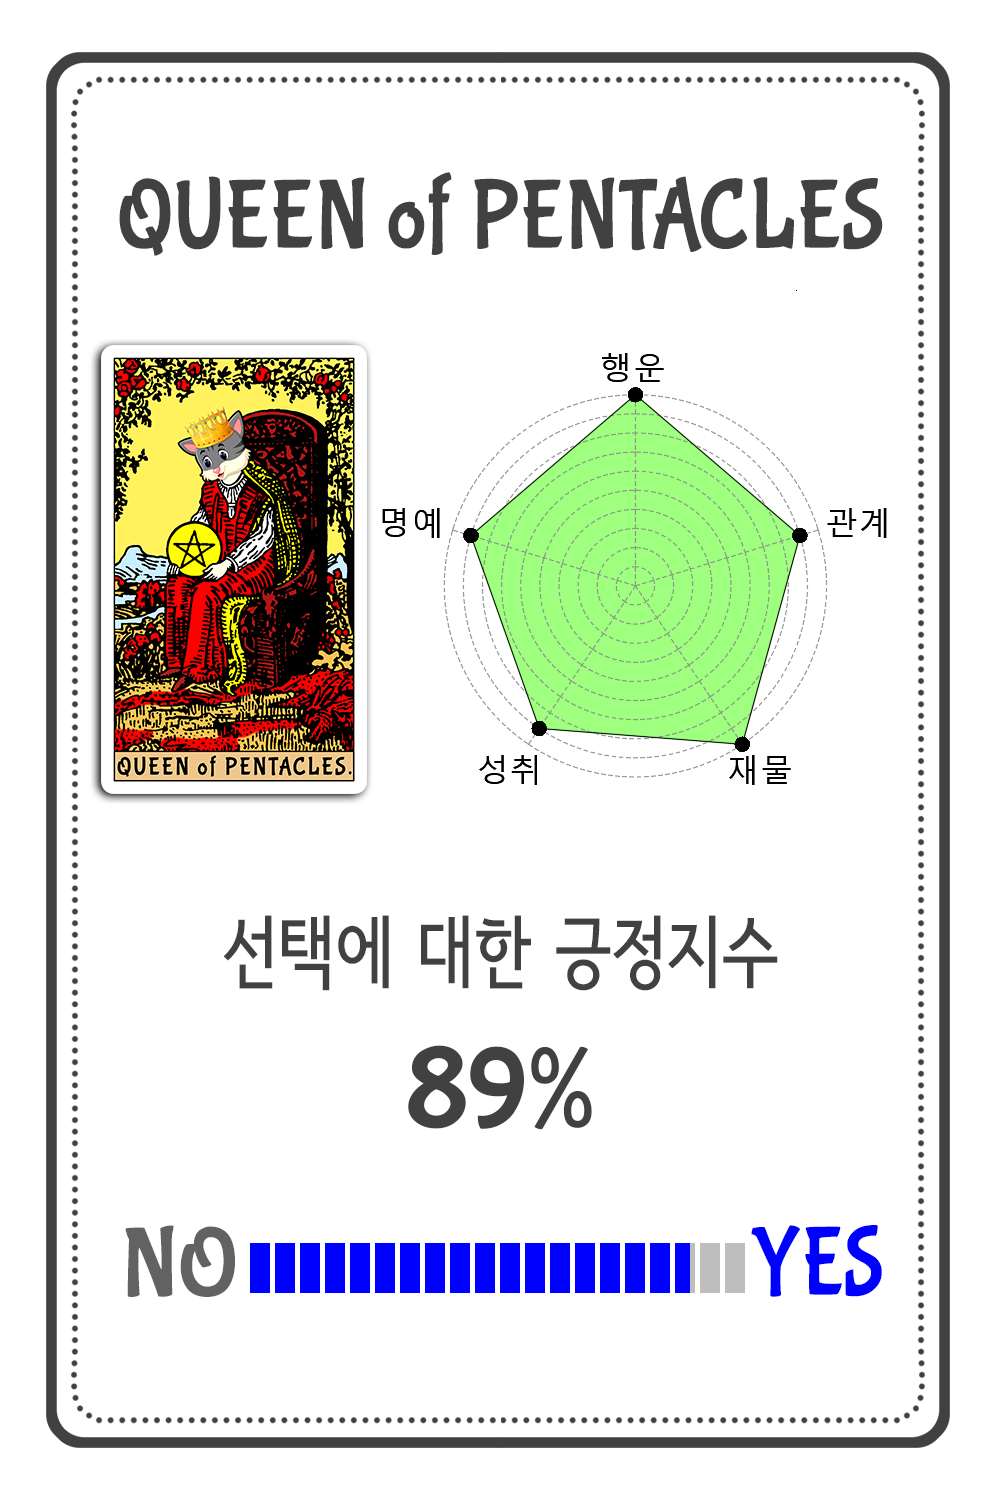 QUEEN of PENTACLES
행운
명예
관계
성취
재물
QUEEN of PENTACLES.
선택에 대한 긍정지수
89%
NO YES